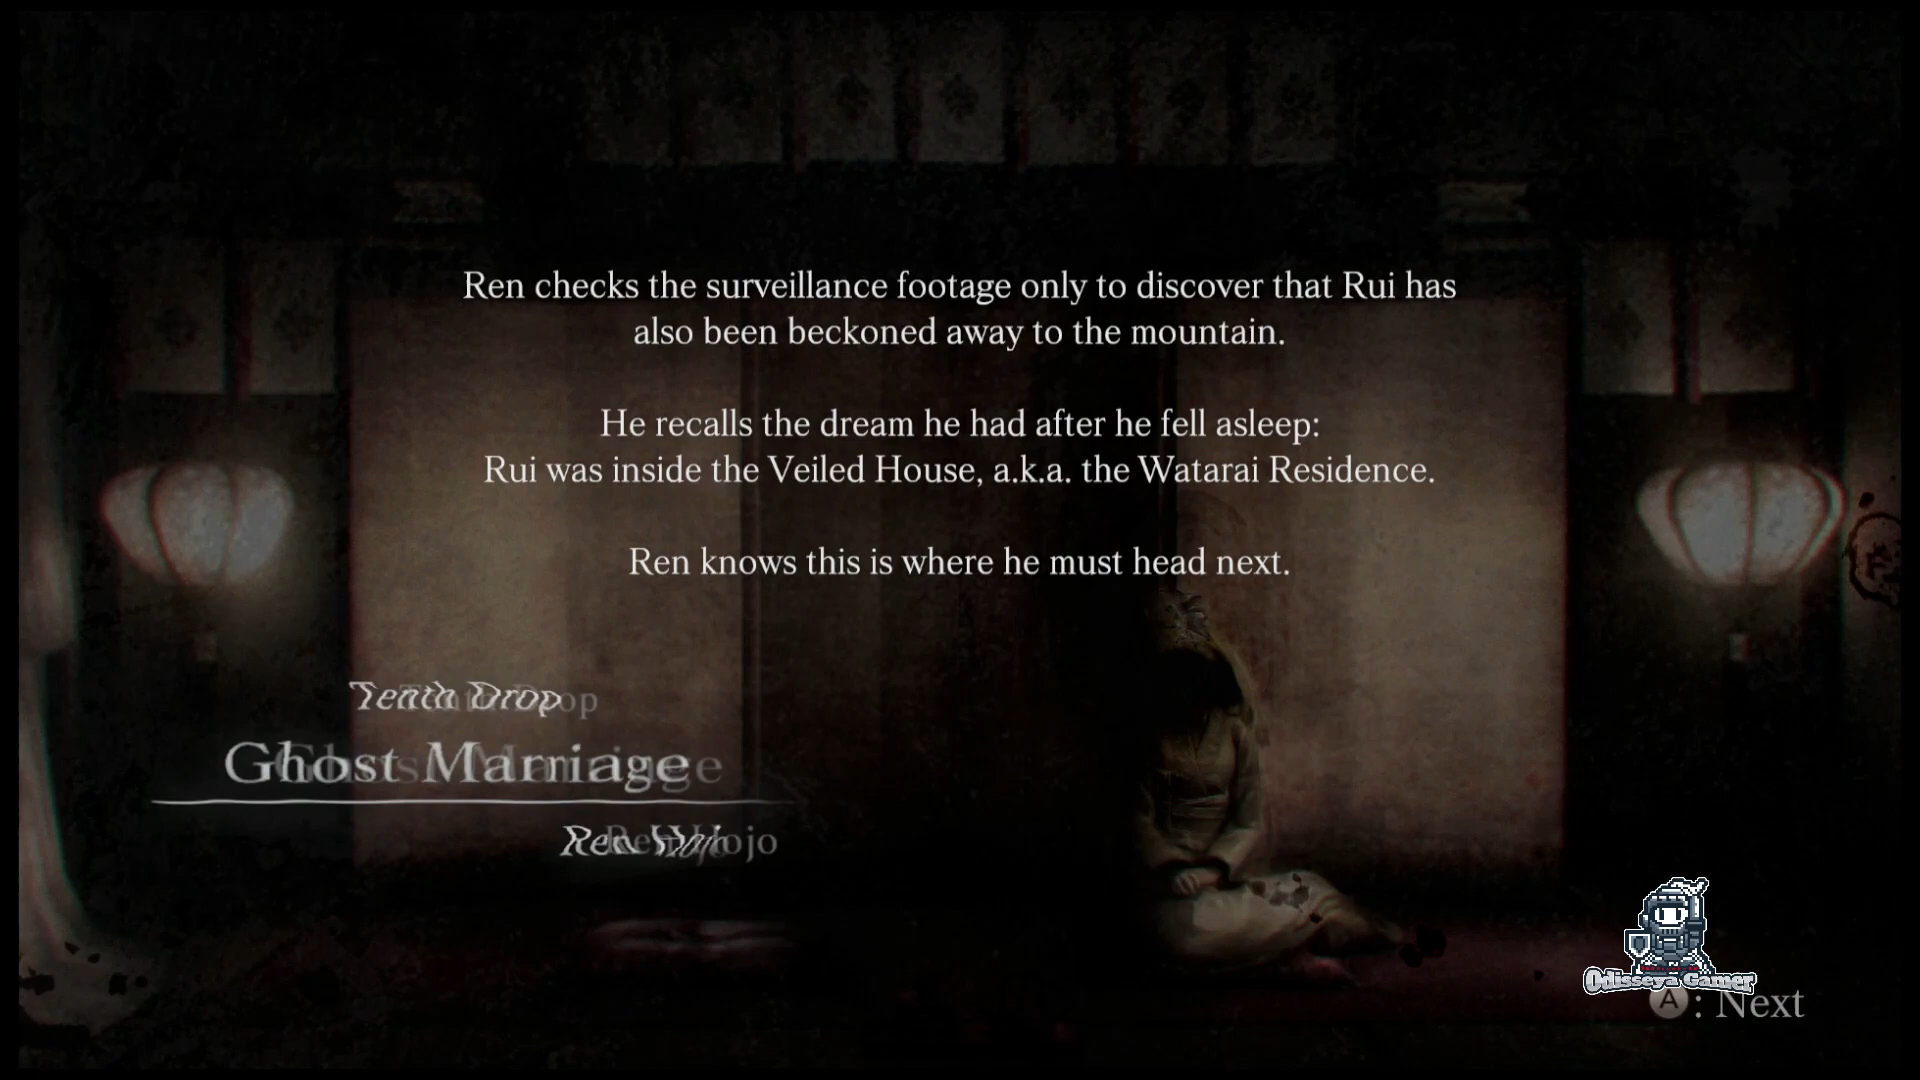 Ren checks the surveillance footage only to discover that Rui has
also been beckoned away to the mountain.
He recalls the dream he had after he fell asleep:
Rui was inside the Veiled House, a.k.a. the Watarai Residence.
Ren knows this is where he must head next.
Tenth Drop
Ghost Marriage
Ren Hojo
Odisseya Gamer
A : Next